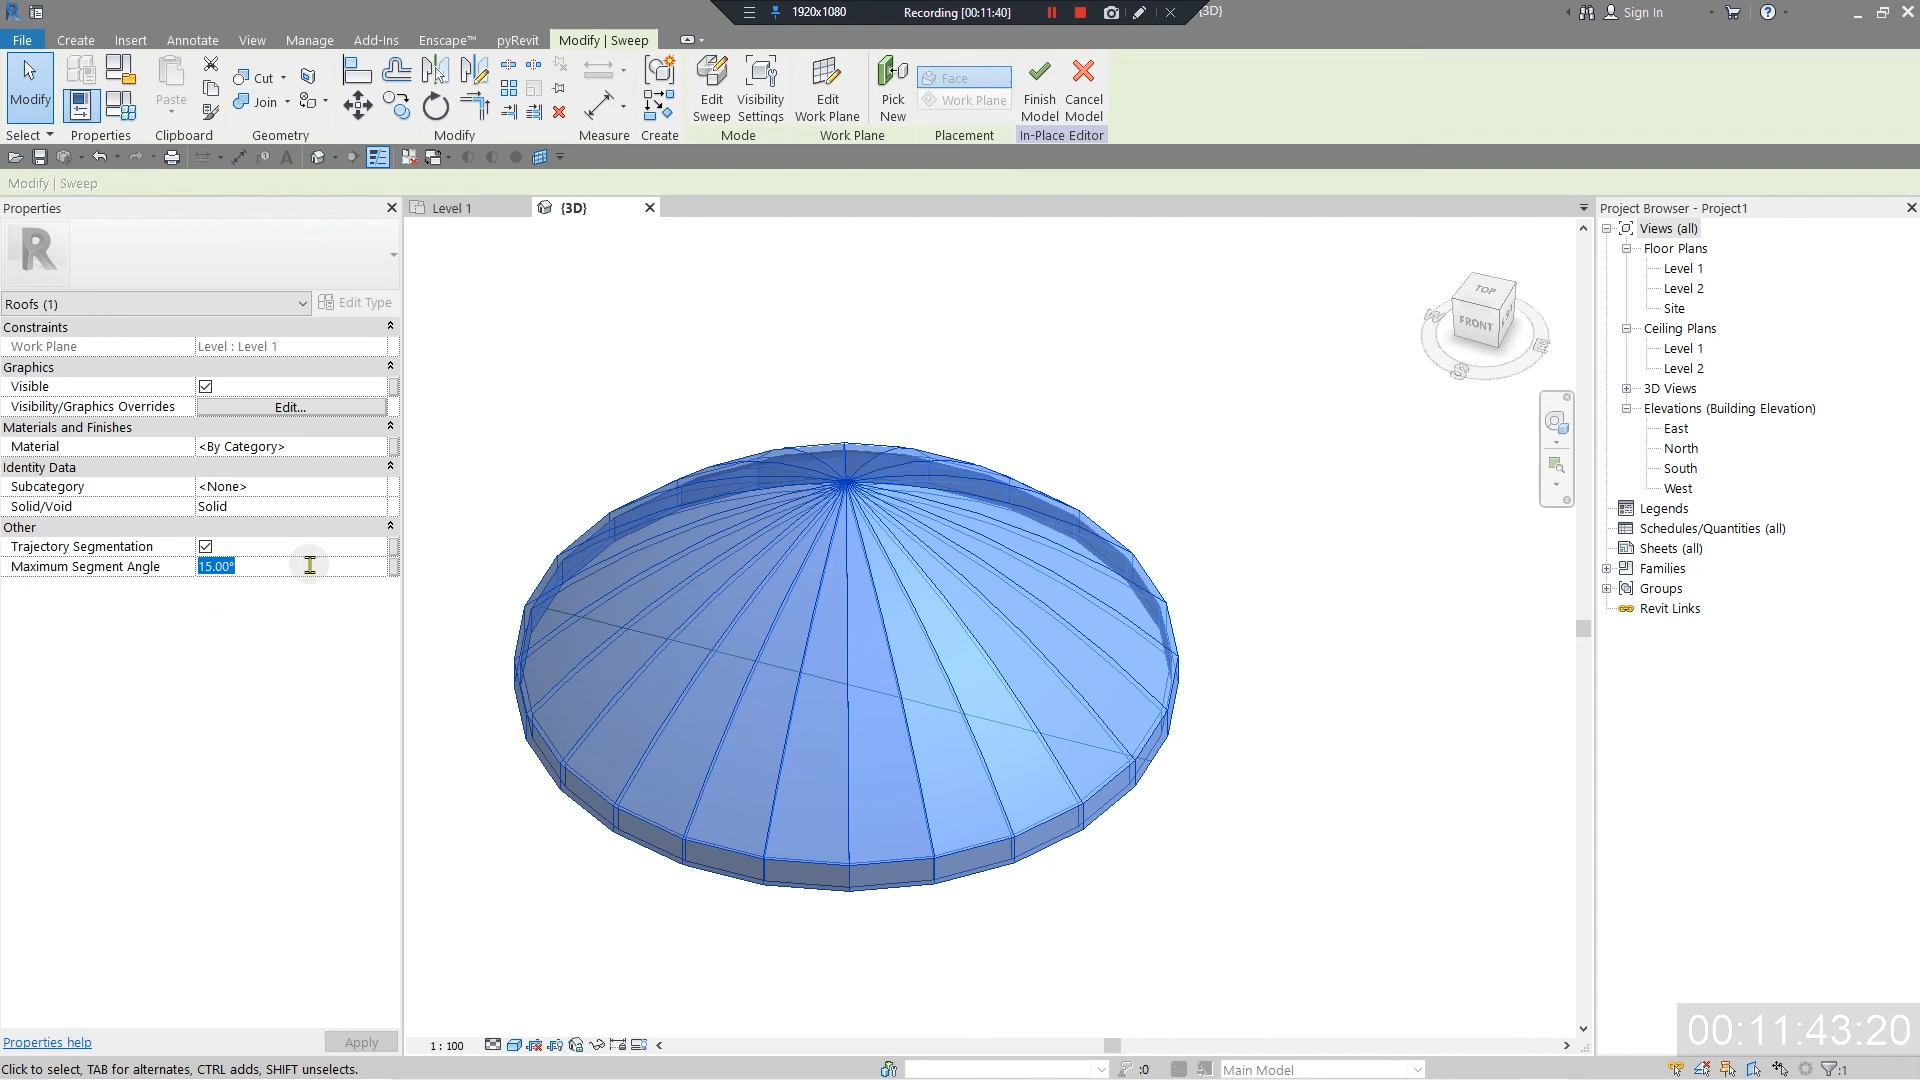 1920x1080
Recording [00:11:40]
{3D}
Sign In
File
Create
Insert
Annotate
View
Manage
Add-Ins
Enscape™
pyRevit
Modify | Sweep
Modify
Paste
Cut
Join
Edit Sweep
Visibility Settings
Edit Work Plane
Pick New
Face
Work Plane
Finish Model
Cancel Model
Select
Properties
Clipboard
Geometry
Modify
Measure
Create
Mode
Work Plane
Placement
In-Place Editor
Modify | Sweep
Properties
Level 1
{3D}
Project Browser - Project1
Roofs (1)
Edit Type
Constraints
Work Plane
Level : Level 1
Graphics
Visible
Visibility/Graphics Overrides
Edit...
Materials and Finishes
Material
<By Category>
Identity Data
Subcategory
<None>
Solid/Void
Solid
Other
Trajectory Segmentation
Maximum Segment Angle
15.00°
TOP
FRONT
W
S
E
Views (all)
Floor Plans
Level 1
Level 2
Site
Ceiling Plans
Level 1
Level 2
3D Views
Elevations (Building Elevation)
East
North
South
West
Legends
Schedules/Quantities (all)
Sheets (all)
Families
Groups
Revit Links
Properties help
Apply
1 : 100
00:11:43:20
Click to select, TAB for alternates, CTRL adds, SHIFT unselects.
:0
Main Model
:1